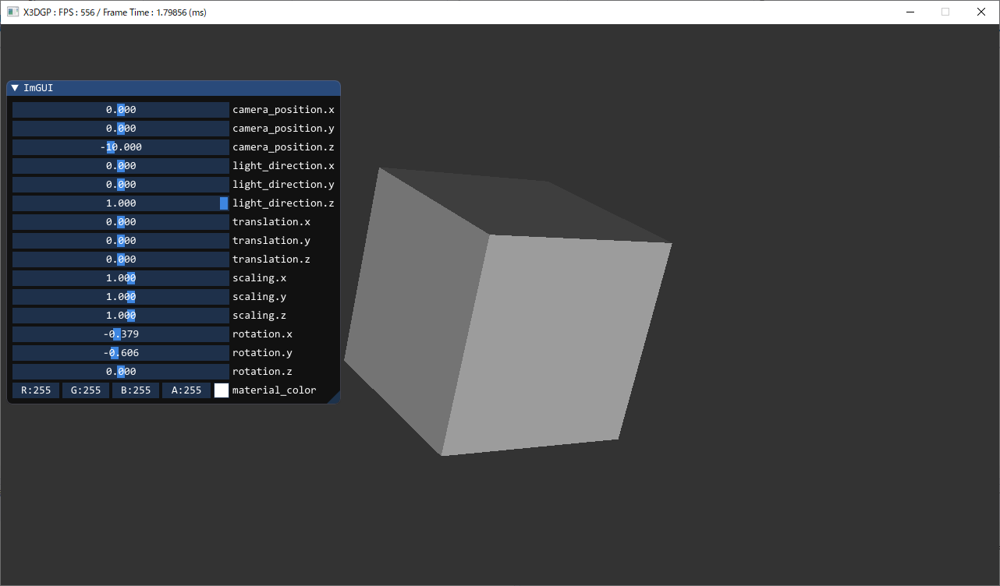 X3DGP : FPS : 556 / Frame Time : 1.79856 (ms)
ImGUI
0.000 camera_position.x
0.000 camera_position.y
-10.000 camera_position.z
0.000 light_direction.x
0.000 light_direction.y
1.000 light_direction.z
0.000 translation.x
0.000 translation.y
0.000 translation.z
1.000 scaling.x
1.000 scaling.y
1.000 scaling.z
-0.379 rotation.x
-0.606 rotation.y
0.000 rotation.z
R:255 G:255 B:255 A:255 material_color